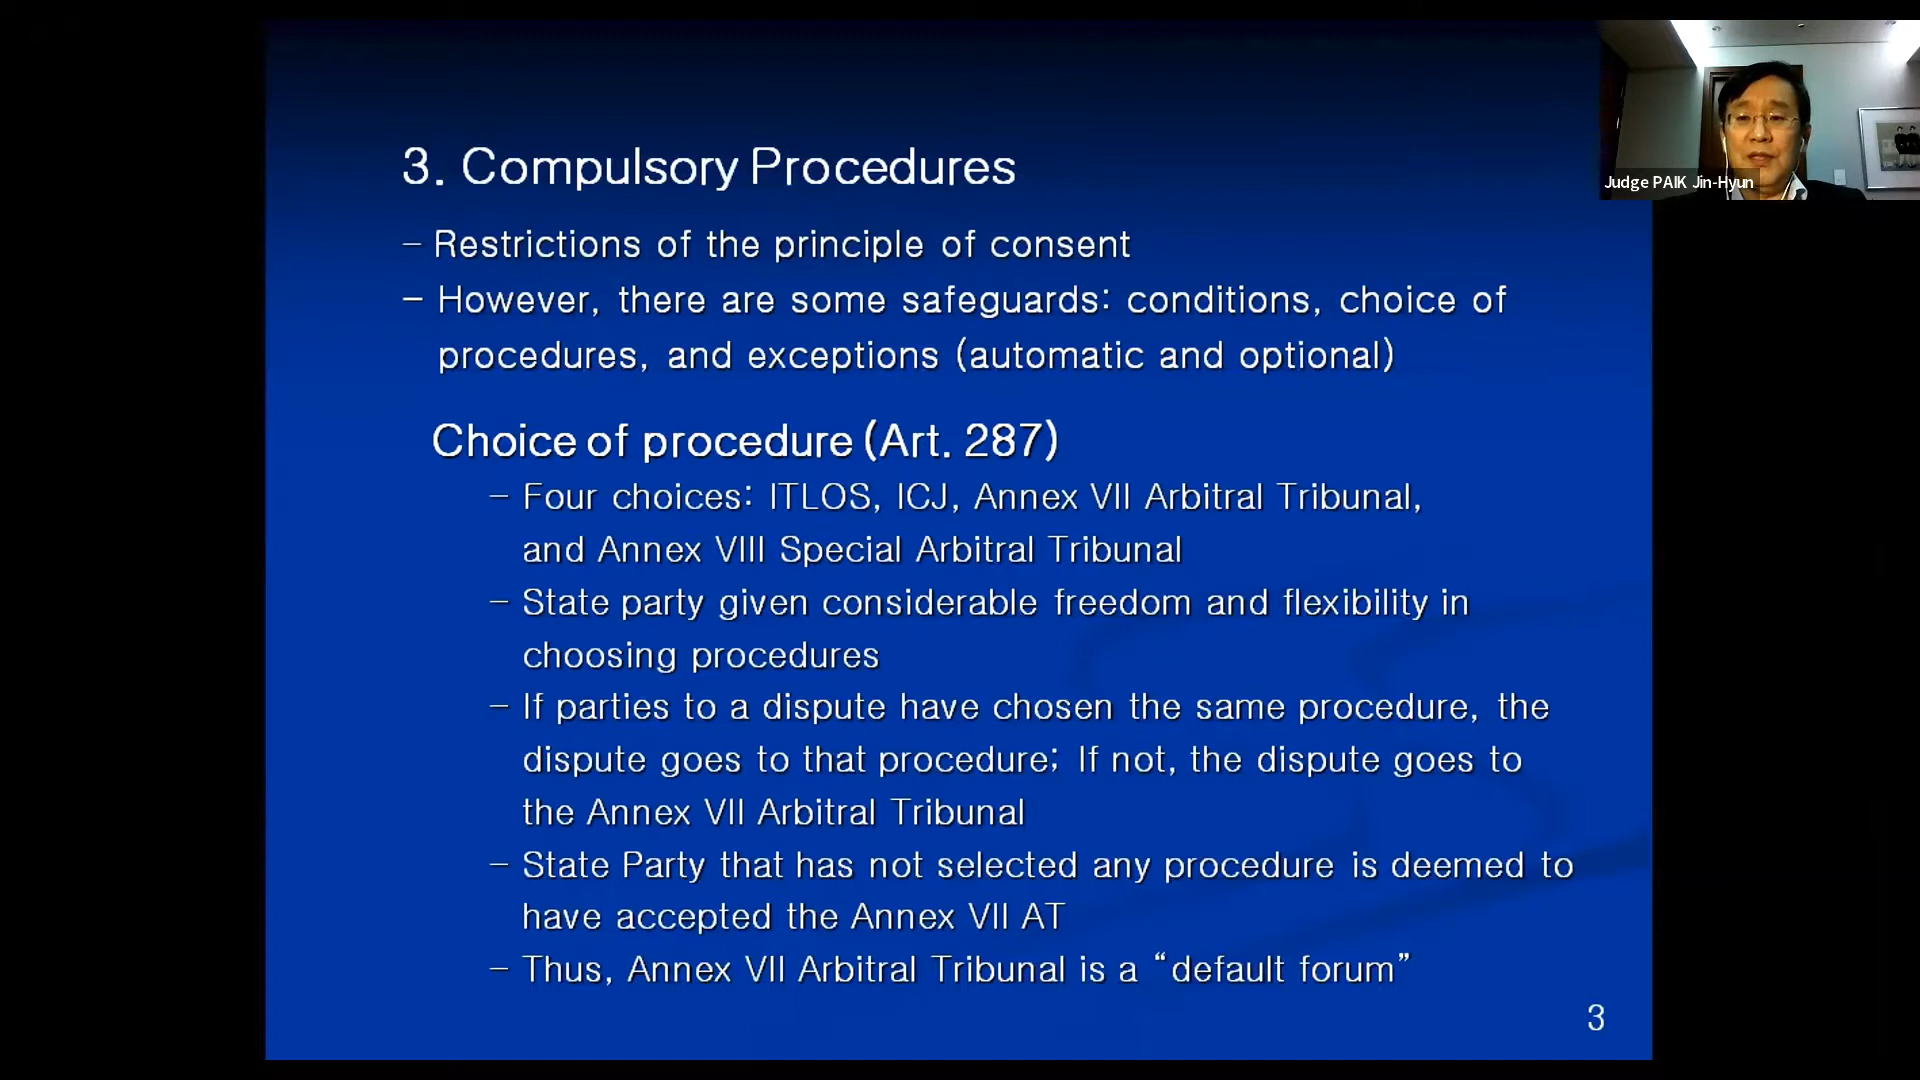 3. Compulsory Procedures
– Restrictions of the principle of consent
– However, there are some safeguards: conditions, choice of
procedures, and exceptions (automatic and optional)
Choice of procedure (Art. 287)
– Four choices: ITLOS, ICJ, Annex VII Arbitral Tribunal,
and Annex VIII Special Arbitral Tribunal
– State party given considerable freedom and flexibility in
choosing procedures
– If parties to a dispute have chosen the same procedure, the
dispute goes to that procedure; If not, the dispute goes to
the Annex VII Arbitral Tribunal
– State Party that has not selected any procedure is deemed to
have accepted the Annex VII AT
– Thus, Annex VII Arbitral Tribunal is a “default forum”
3
Judge PAIK Jin-Hyun